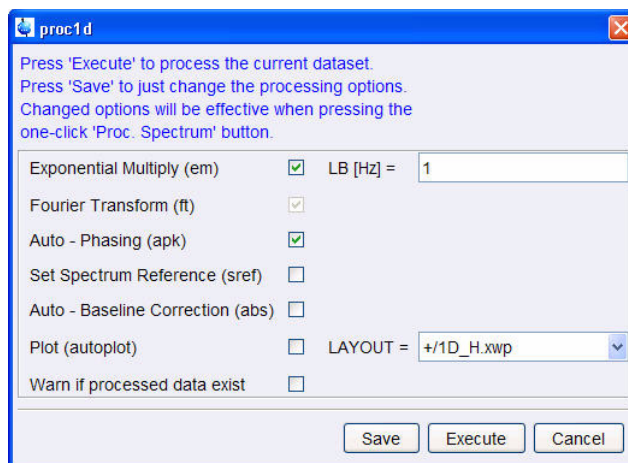 proc1d
Press 'Execute' to process the current dataset.
Press 'Save' to just change the processing options.
Changed options will be effective when pressing the
one-click 'Proc. Spectrum' button.
Exponential Multiply (em) LB [Hz] = 1
Fourier Transform (ft)
Auto - Phasing (apk)
Set Spectrum Reference (sref)
Auto - Baseline Correction (abs)
Plot (autoplot) LAYOUT = +/1D_H.xwp
Warn if processed data exist
Save Execute Cancel